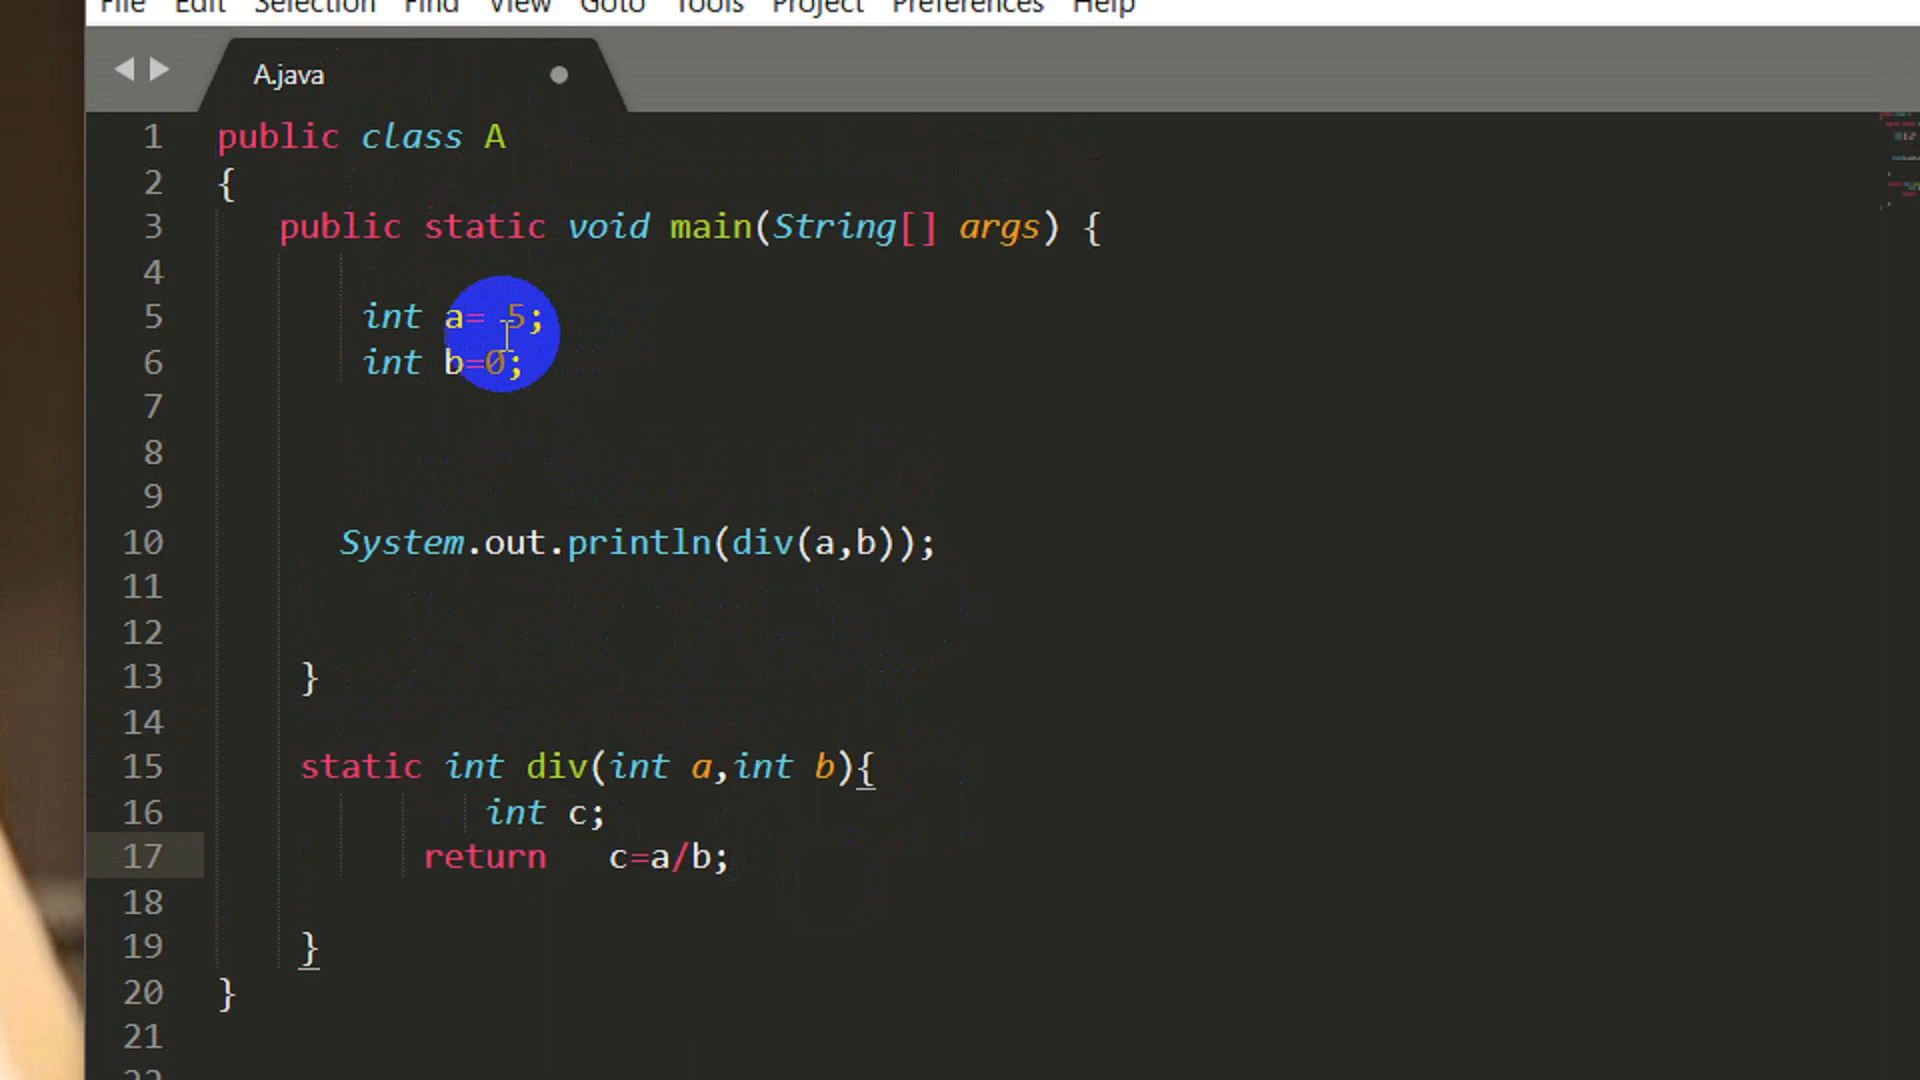 File Edit Selection Find View Goto Tools Project Preferences Help
A.java
1 public class A
2 {
3 public static void main(String[] args) {
4
5 int a= 5;
6 int b=0;
7
8
9
10 System.out.println(div(a,b));
11
12
13 }
14
15 static int div(int a,int b){
16 int c;
17 return c=a/b;
18
19 }
20 }
21
22